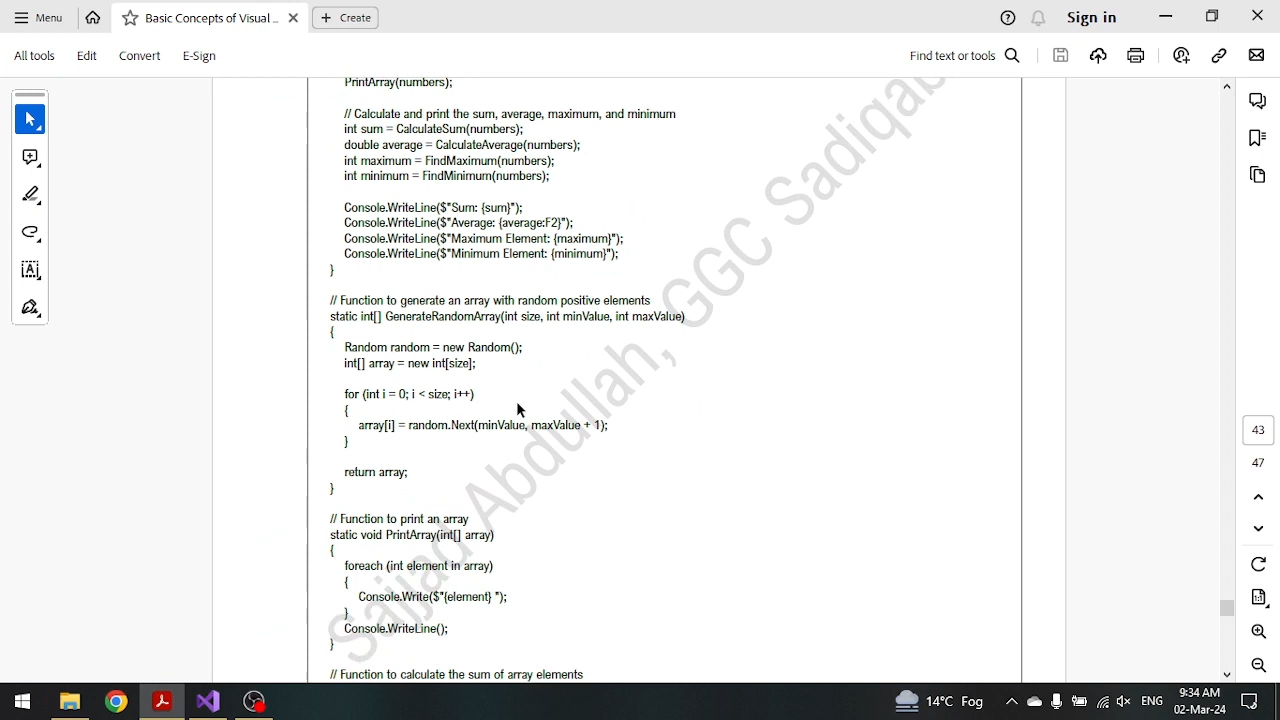 Menu
Basic Concepts of Visual ...
Create
Sign in
All tools
Edit
Convert
E-Sign
Find text or tools
PrintArray(numbers);
// Calculate and print the sum, average, maximum, and minimum
int sum = CalculateSum(numbers);
double average = CalculateAverage(numbers);
int maximum = FindMaximum(numbers);
int minimum = FindMinimum(numbers);
Console.WriteLine($"Sum: {sum}");
Console.WriteLine($"Average: {average:F2}");
Console.WriteLine($"Maximum Element: {maximum}");
Console.WriteLine($"Minimum Element: {minimum}");
}
// Function to generate an array with random positive elements
static int[] GenerateRandomArray(int size, int minValue, int maxValue)
{
Random random = new Random();
int[] array = new int[size];
for (int i = 0; i < size; i++)
{
array[i] = random.Next(minValue, maxValue + 1);
}
return array;
}
// Function to print an array
static void PrintArray(int[] array)
{
foreach (int element in array)
{
Console.Write($"{element} ");
}
Console.WriteLine();
}
// Function to calculate the sum of array elements
Sajjad Abdullah, GGC Sadiqab
43
47
14°C Fog
ENG
9:34 AM
02-Mar-24